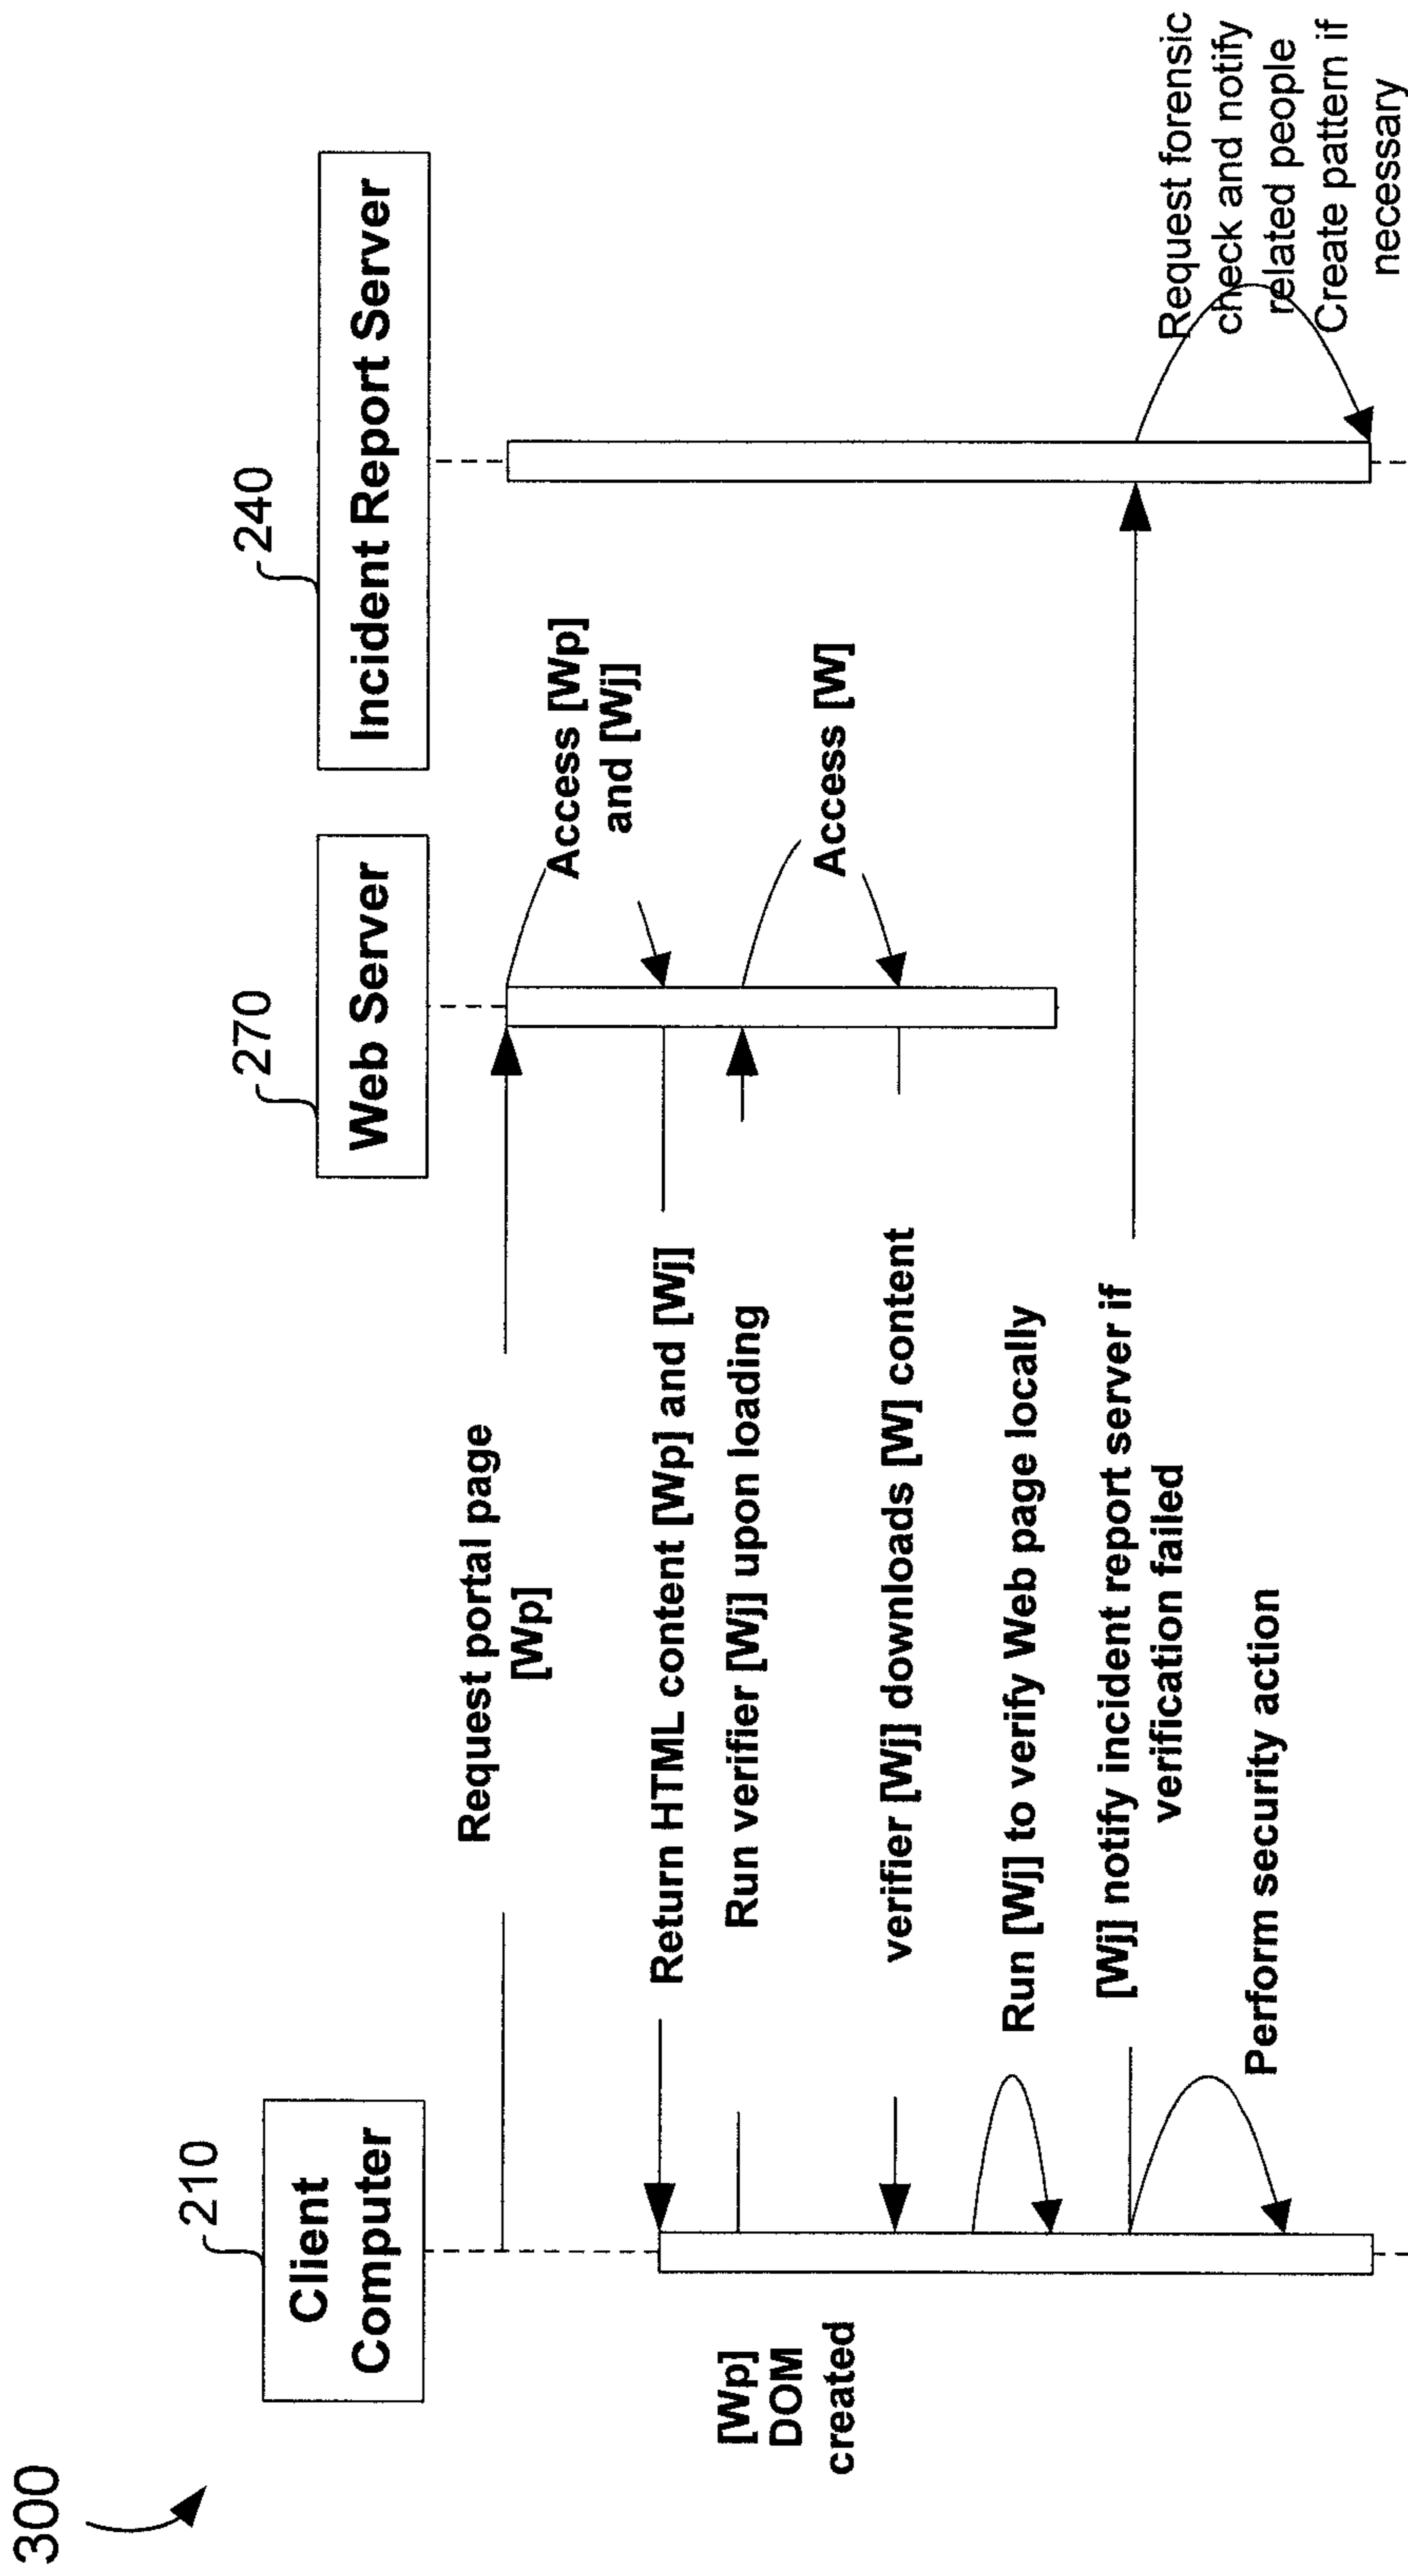 300
210
Client
Computer
270
Web Server
240
Incident Report Server
Request portal page
[Wp]
Access [Wp]
and [Wj]
Return HTML content [Wp] and [Wj]
[Wp]
DOM
created
Run verifier [Wj] upon loading
Access [W]
verifier [Wj] downloads [W] content
Run [Wj] to verify Web page locally
[Wj] notify incident report server if
verification failed
Perform security action
Request forensic
check and notify
related people
Create pattern if
necessary